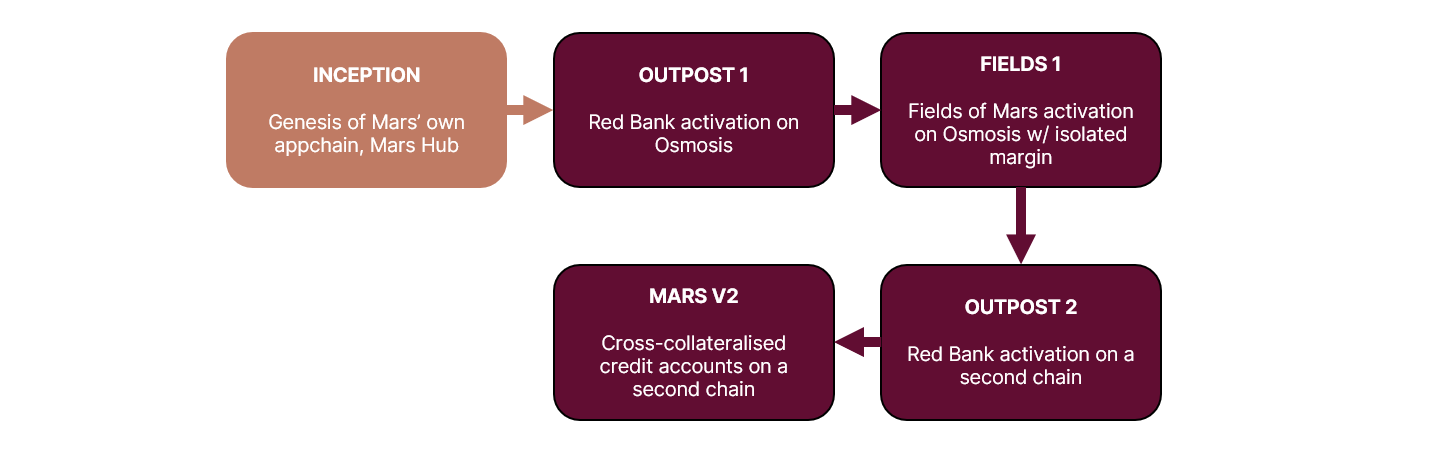 INCEPTION
Genesis of Mars’ own
appchain, Mars Hub
OUTPOST 1
Red Bank activation on
Osmosis
FIELDS 1
Fields of Mars activation
on Osmosis w/ isolated
margin
OUTPOST 2
Red Bank activation on a
second chain
MARS V2
Cross-collateralised
credit accounts on a
second chain